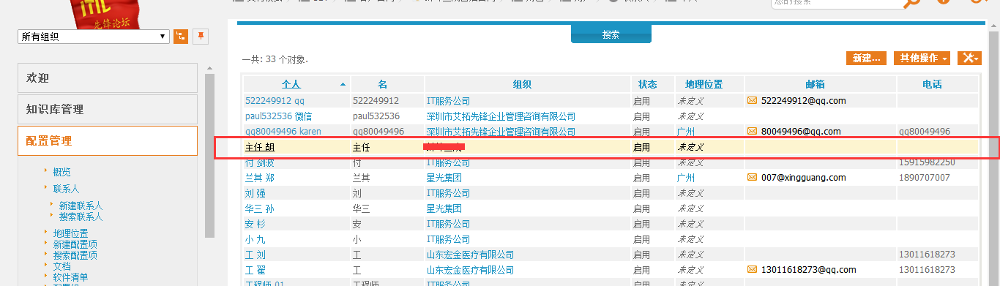 iTIL
先锋论坛
您的搜索
所有组织
搜索
一共: 33 个对象.
新建...
其他操作
欢迎
知识库管理
配置管理
概览
联系人
新建联系人
搜索联系人
地理位置
新建配置项
搜索配置项
文档
软件清单
个人 名 组织 状态 地理位置 邮箱 电话
522249912 qq 522249912 IT服务公司 启用 未定义 522249912@qq.com
paul532536 微信 paul532536 深圳市艾拓先锋企业管理咨询有限公司 启用 未定义
qq80049496 karen qq80049496 深圳市艾拓先锋企业管理咨询有限公司 启用 广州 80049496@qq.com qq80049496
主任 胡 主任 启用 未定义
付 剑波 付 IT服务公司 启用 未定义 15915982250
兰其 郑 兰其 星光集团 启用 广州 007@xingguang.com 1890707007
刘 强 刘 IT服务公司 启用 未定义
华三 孙 华三 星光集团 启用 未定义
安 杉 安 IT服务公司 启用 未定义
小 九 小 IT服务公司 启用 未定义
工 刘 工 山东宏金医疗有限公司 启用 未定义 13011618273
工 翟 工 山东宏金医疗有限公司 启用 未定义 13011618273@qq.com
工程师 01 工程师 IT服务公司 启用 未定义